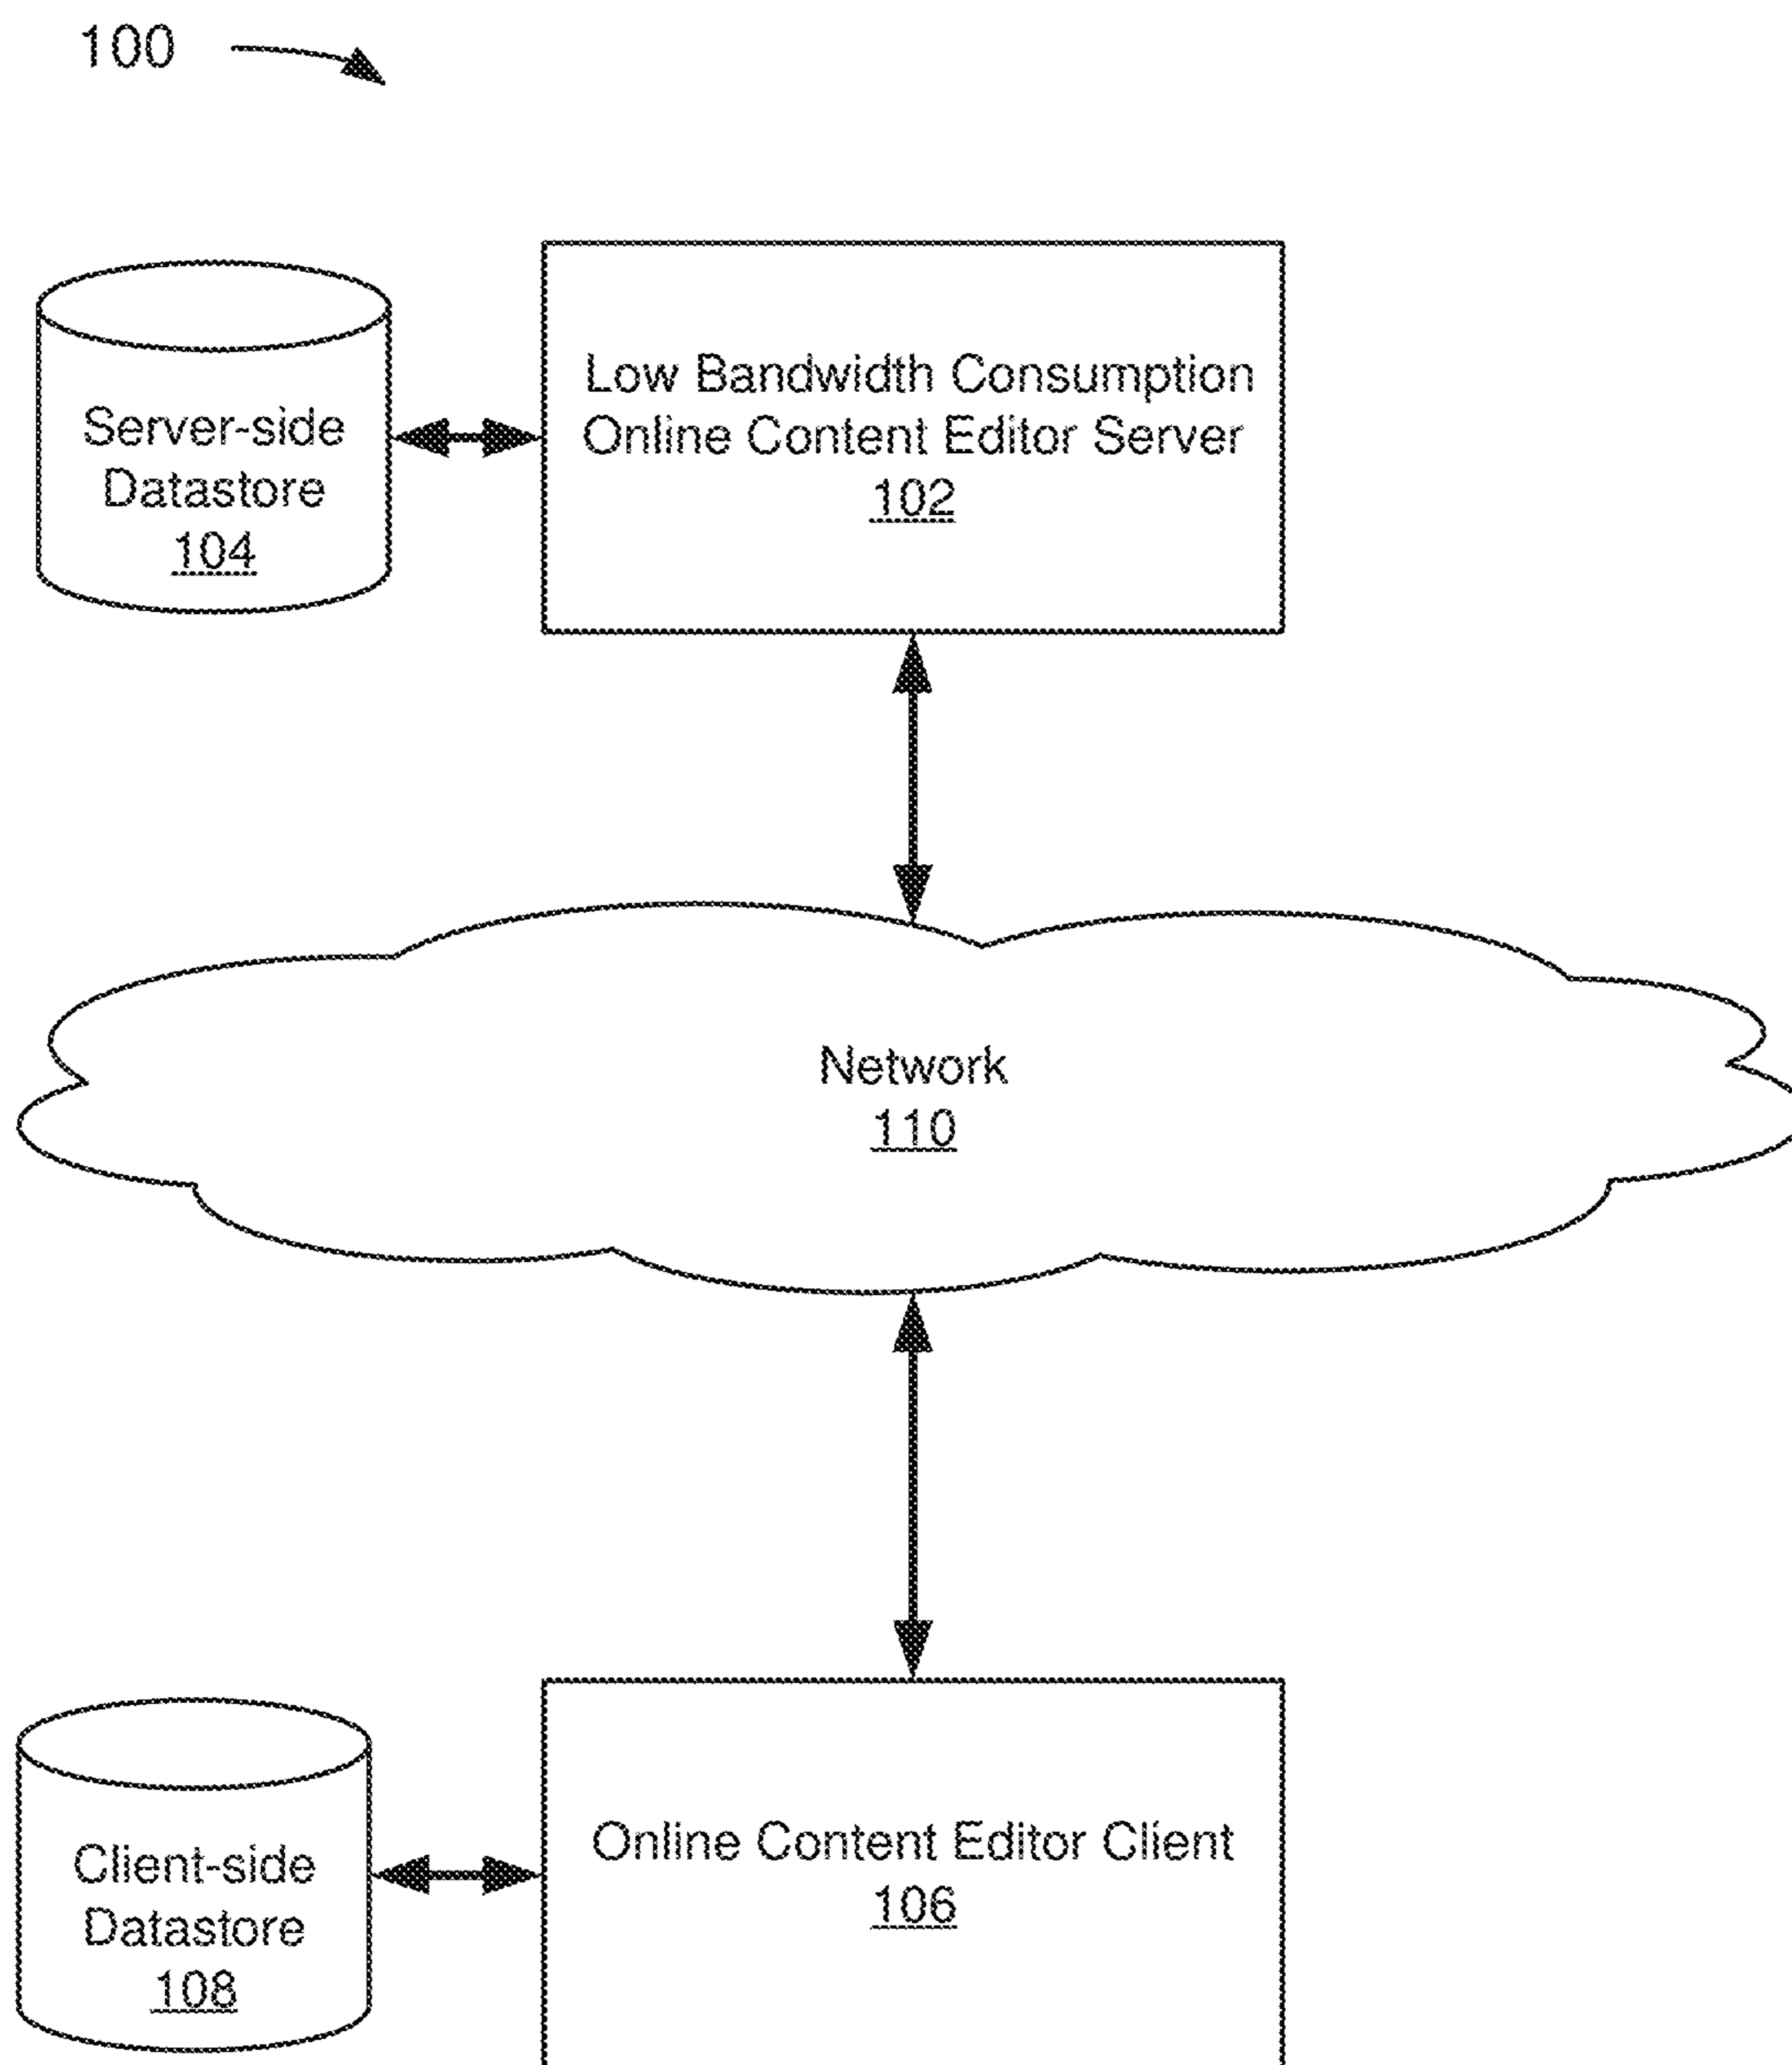 100
Low Bandwidth Consumption
Online Content Editor Server
102
Server-side
Datastore
104
Network
110
Online Content Editor Client
106
Client-side
Datastore
108